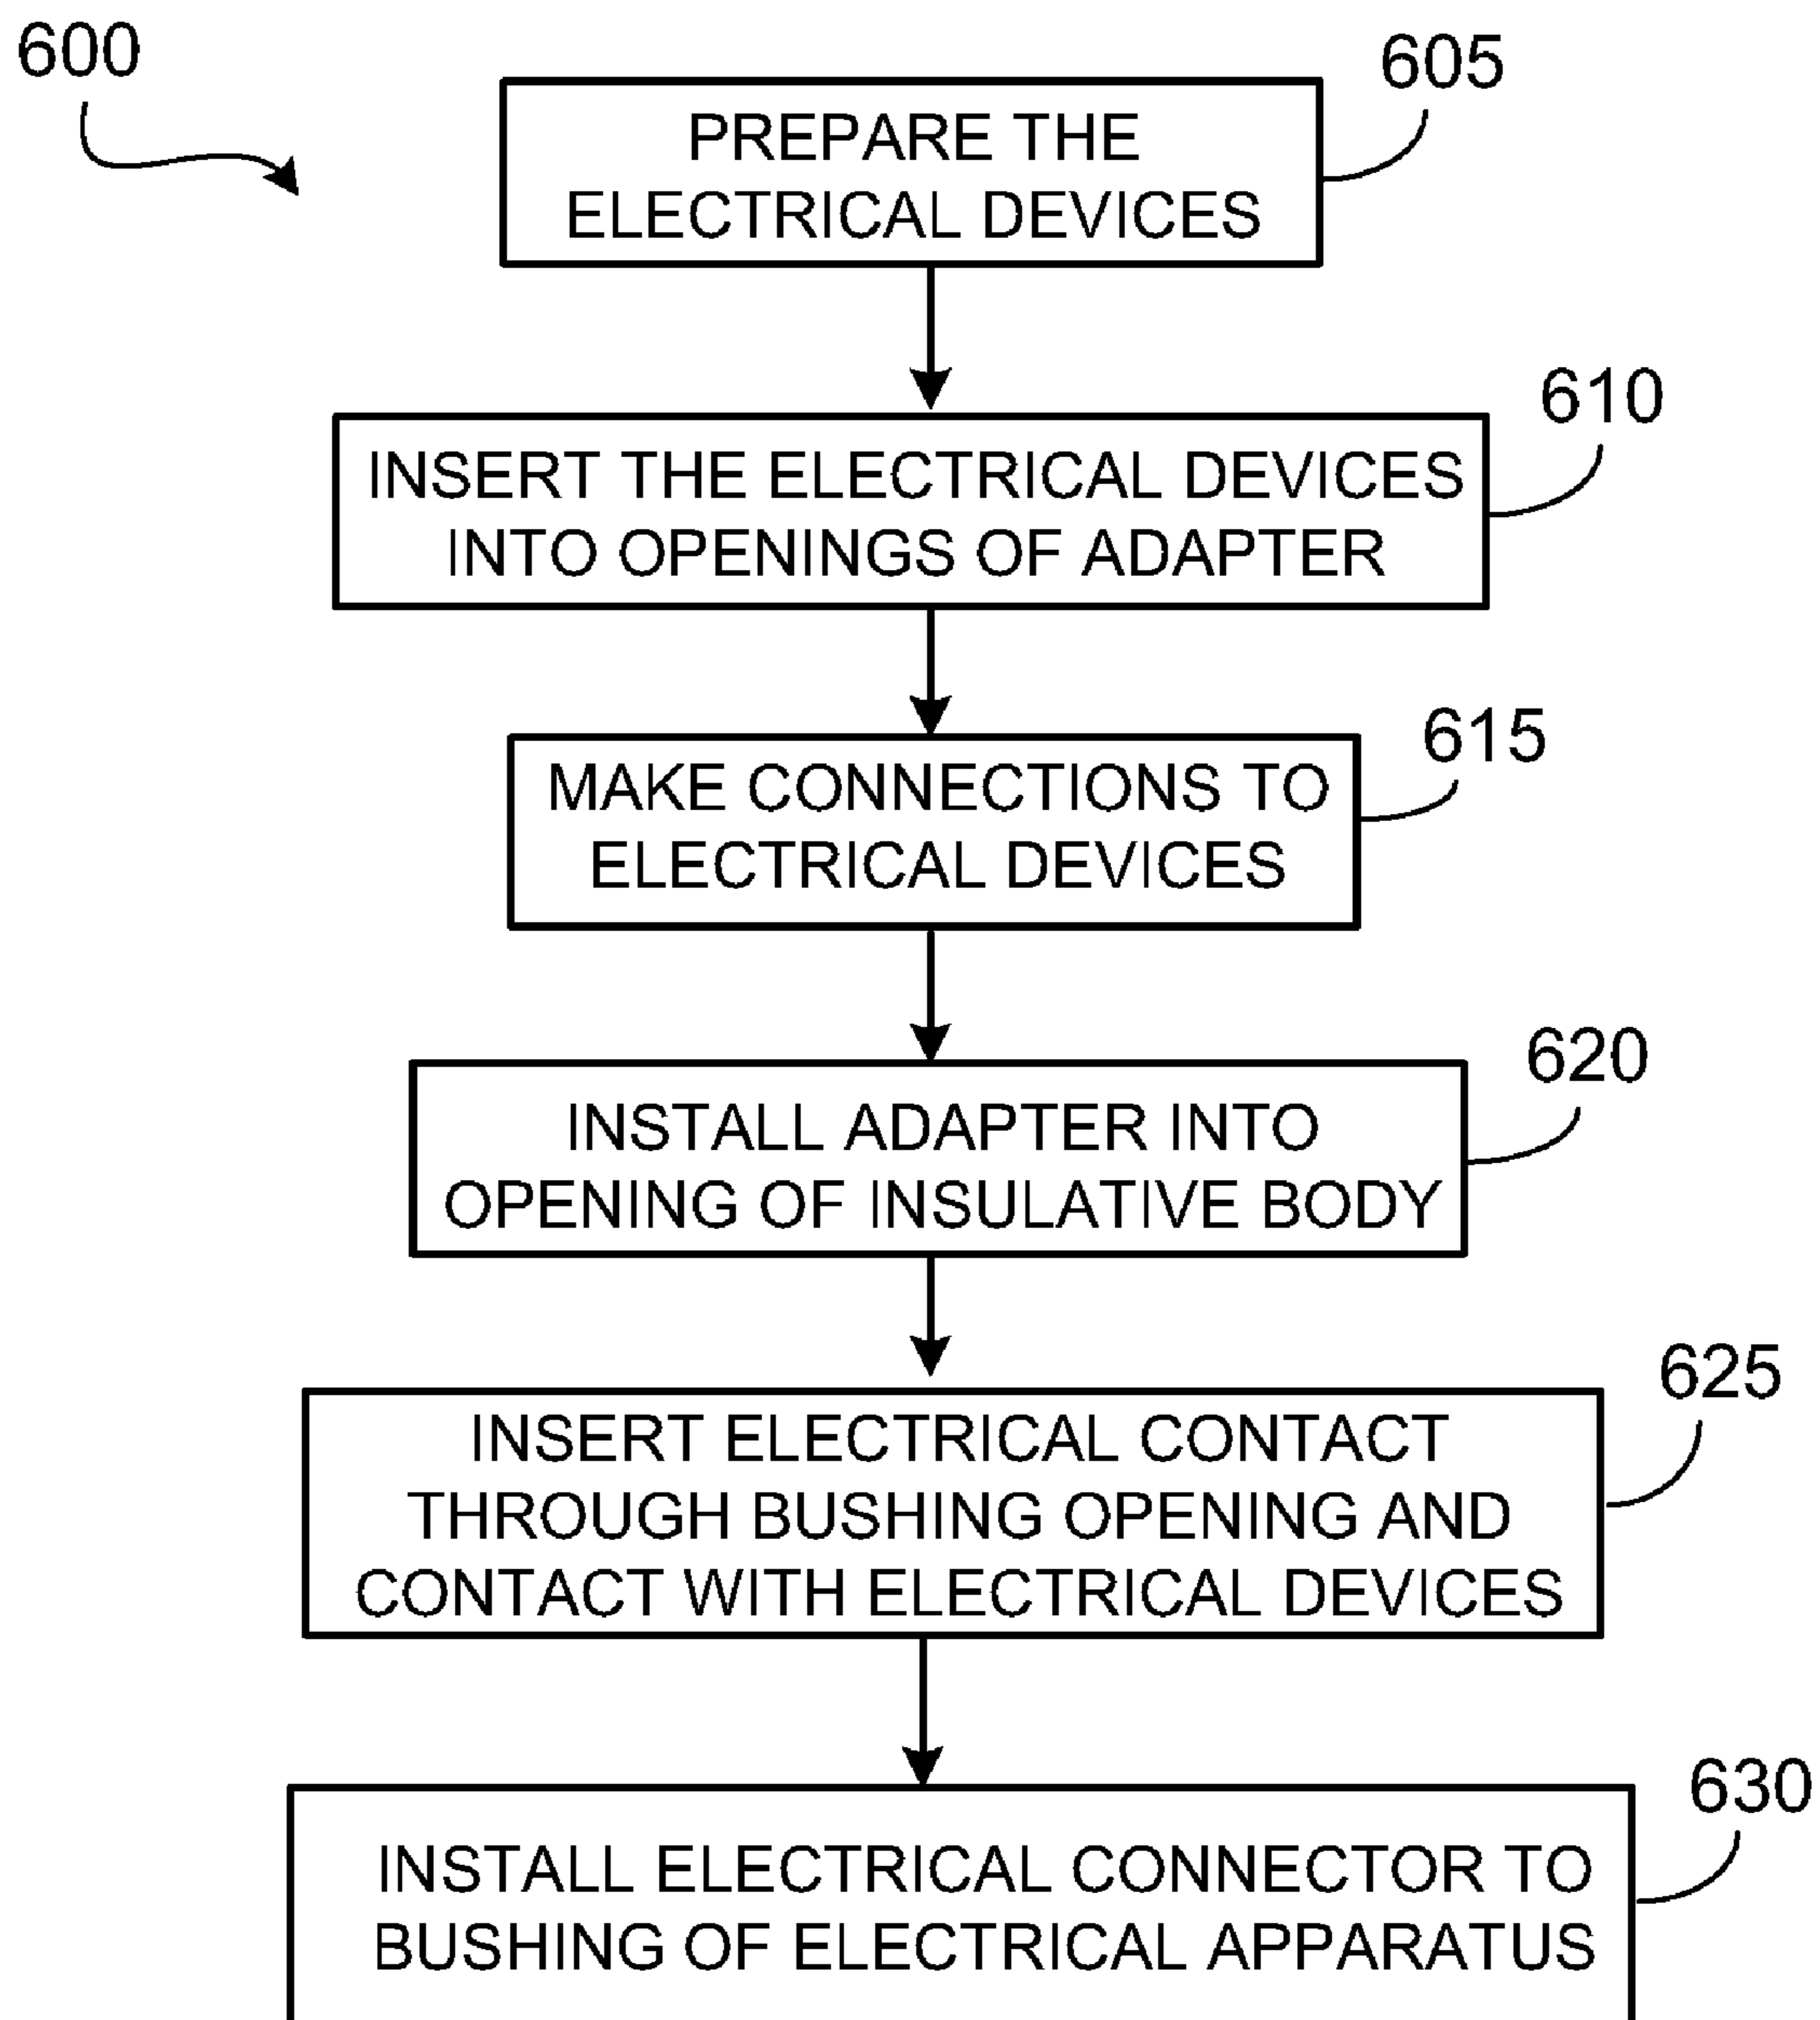 600
605
PREPARE THE
ELECTRICAL DEVICES
610
INSERT THE ELECTRICAL DEVICES
INTO OPENINGS OF ADAPTER
615
MAKE CONNECTIONS TO
ELECTRICAL DEVICES
620
INSTALL ADAPTER INTO
OPENING OF INSULATIVE BODY
625
INSERT ELECTRICAL CONTACT
THROUGH BUSHING OPENING AND
CONTACT WITH ELECTRICAL DEVICES
630
INSTALL ELECTRICAL CONNECTOR TO
BUSHING OF ELECTRICAL APPARATUS